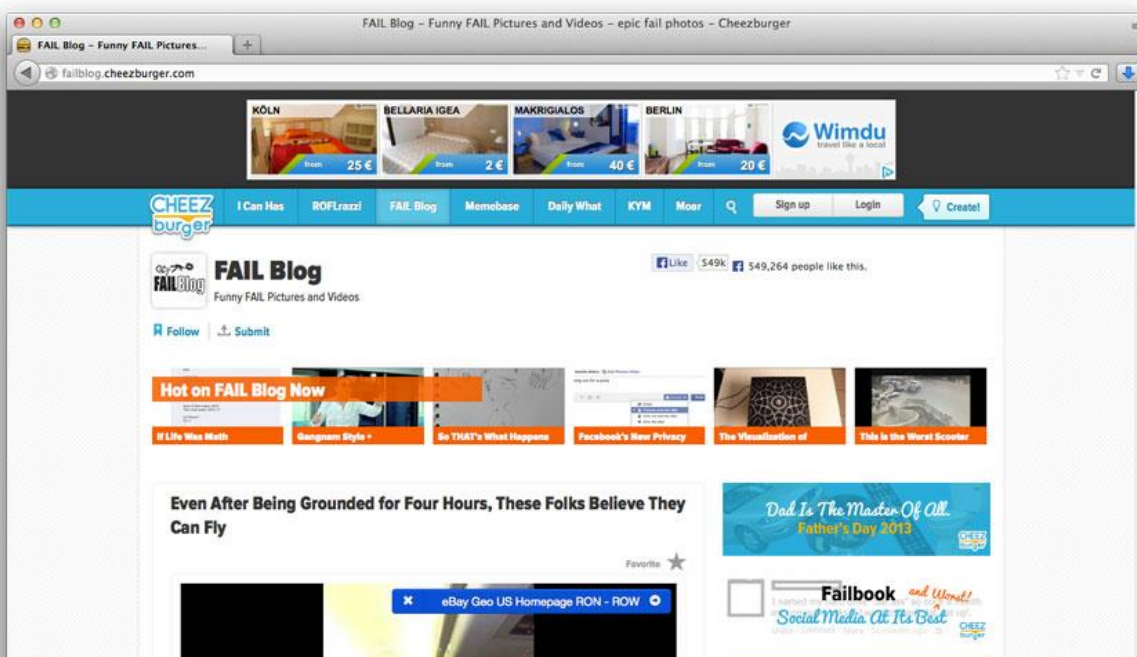 FAIL Blog – Funny FAIL Pictures and Videos – epic fail photos – Cheezburger
FAIL Blog – Funny FAIL Pictures...
failblog.cheezburger.com
KÖLN
from 25 €
BELLARIA IGEA
from 2 €
MAKRIGIALOS
from 40 €
BERLIN
from 20 €
Wimdu
travel like a local
CHEEZ
burger
I Can Has
ROFLrazzi
FAIL Blog
Memebase
Daily What
KYM
Moar
Sign up
Login
Create!
FAIL Blog
FAIL Blog
Funny FAIL Pictures and Videos
Like
549k
549,264 people like this.
Follow
Submit
Hot on FAIL Blog Now
If Life Was Math
Gangnam Style +
So THAT's What Happens
Facebook's New Privacy
The Visualization of
This is the Worst Scooter
Even After Being Grounded for Four Hours, These Folks Believe They
Can Fly
Favorite
eBay Geo US Homepage RON - ROW
Dad Is The Master Of All.
Father's Day 2013
CHEEZ
burger
Failbook and Worst!
Social Media At Its Best
CHEEZ
burger